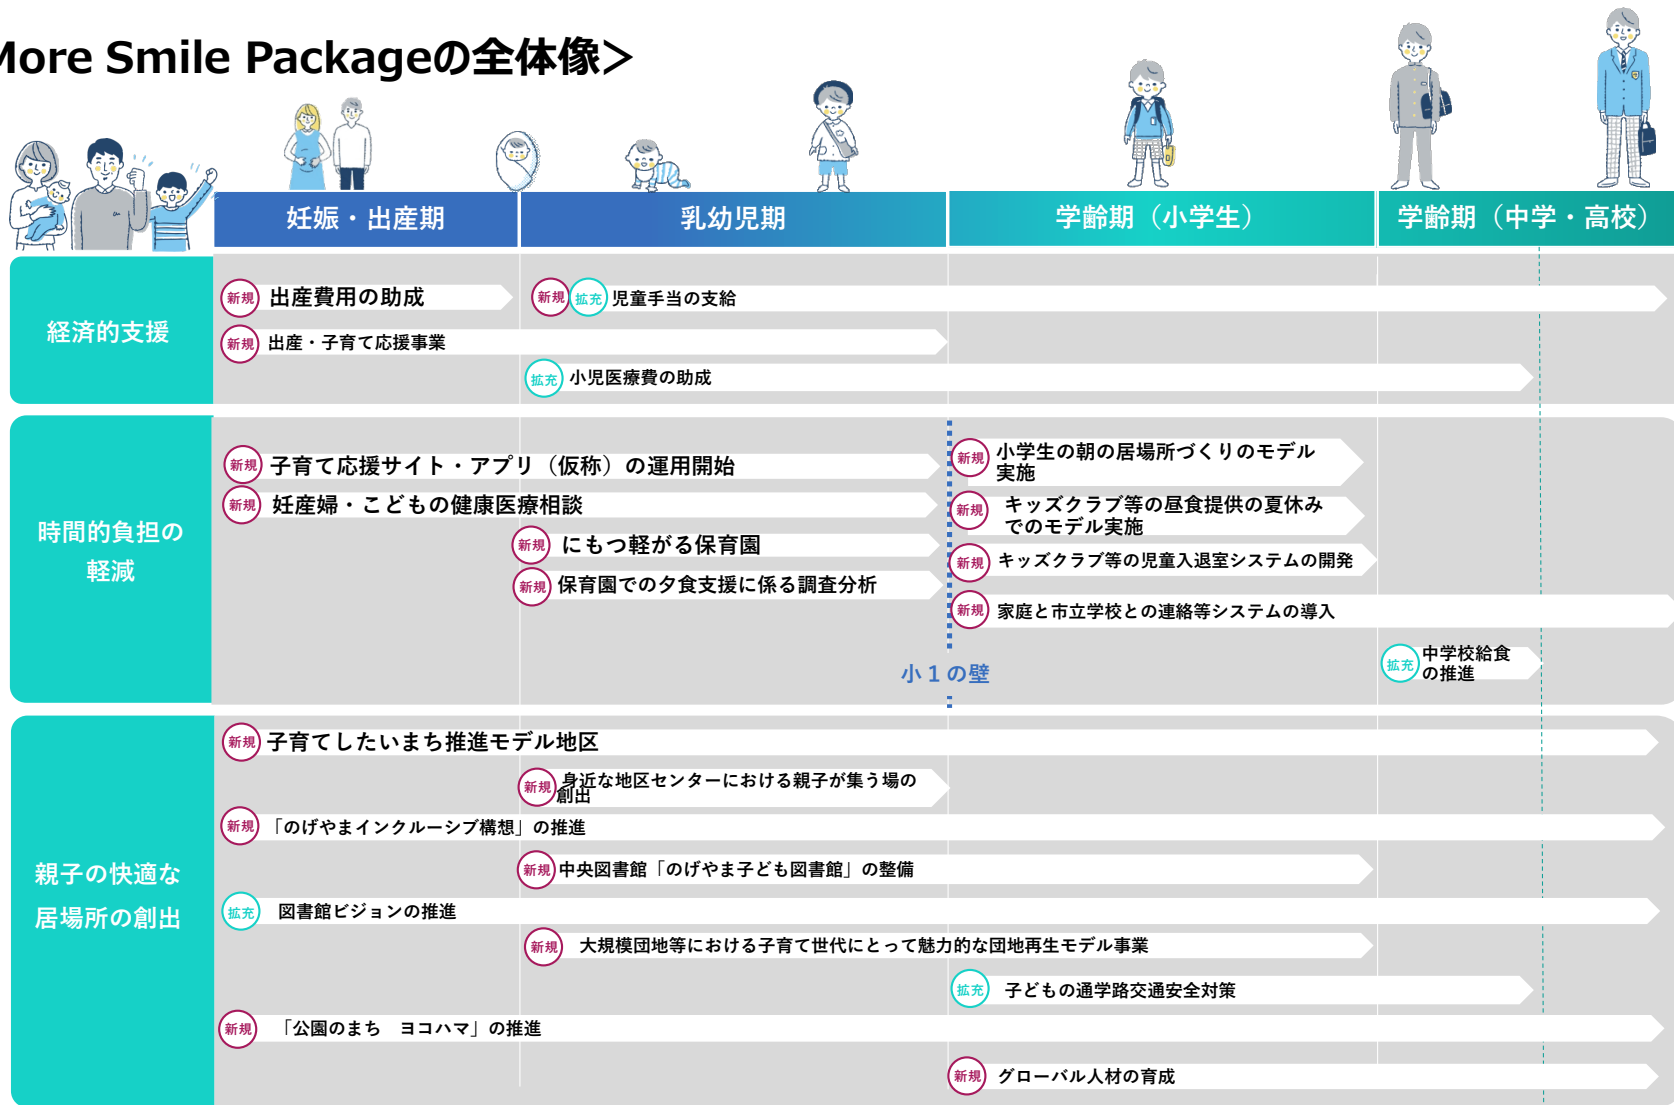 More Smile Packageの全体像＞
妊娠・出産期
乳幼児期
学齢期（小学生）
学齢期（中学・高校）
経済的支援
新規 出産費用の助成
新規 拡充 児童手当の支給
新規 出産・子育て応援事業
拡充 小児医療費の助成
時間的負担の
軽減
新規 子育て応援サイト・アプリ（仮称）の運用開始
新規 妊産婦・こどもの健康医療相談
新規 にもつ軽がる保育園
新規 保育園での夕食支援に係る調査分析
小１の壁
新規 小学生の朝の居場所づくりのモデル
実施
新規 キッズクラブ等の昼食提供の夏休み
でのモデル実施
新規 キッズクラブ等の児童入退室システムの開発
新規 家庭と市立学校との連絡等システムの導入
拡充 中学校給食
の推進
親子の快適な
居場所の創出
新規 子育てしたいまち推進モデル地区
新規 身近な地区センターにおける親子が集う場の
創出
新規 「のげやまインクルーシブ構想」の推進
新規 中央図書館「のげやま子ども図書館」の整備
拡充 図書館ビジョンの推進
新規 大規模団地等における子育て世代にとって魅力的な団地再生モデル事業
拡充 子どもの通学路交通安全対策
新規 「公園のまち　ヨコハマ」の推進
新規 グローバル人材の育成